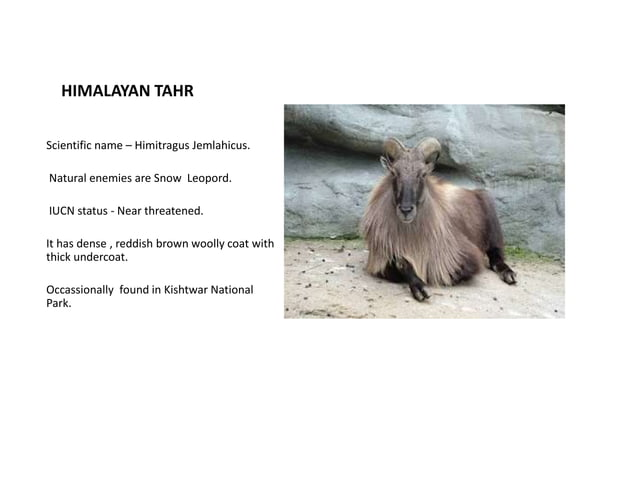 HIMALAYAN TAHR
Scientific name – Himitragus Jemlahicus.
Natural enemies are Snow  Leopord.
IUCN status - Near threatened.
It has dense , reddish brown woolly coat with
thick undercoat.
Occassionally  found in Kishtwar National
Park.